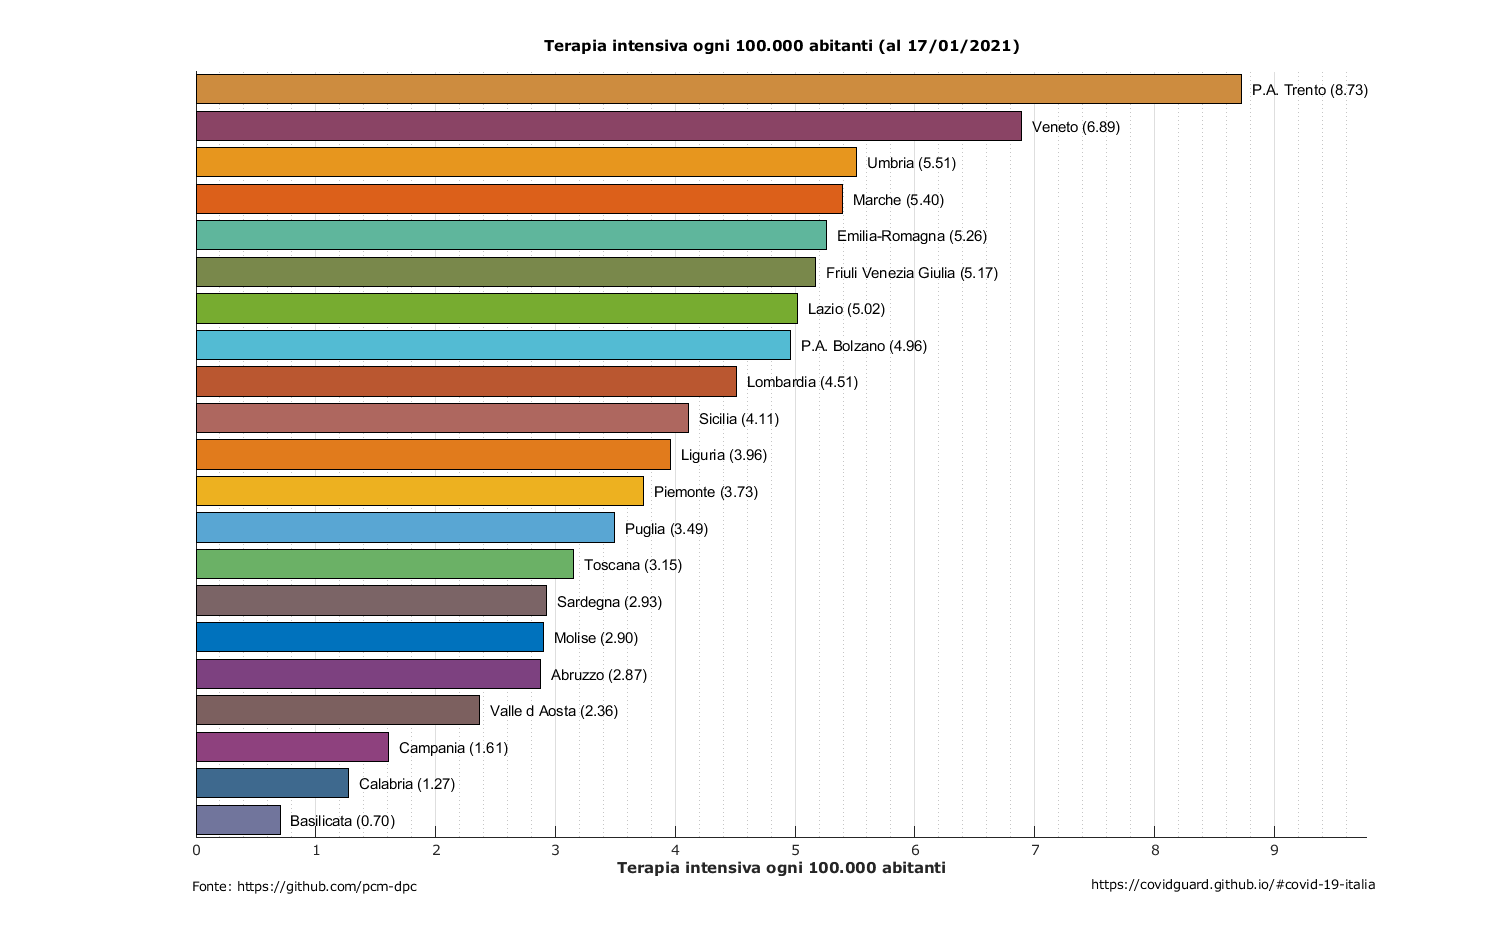 Terapia intensiva ogni 100.000 abitanti (al 17/01/2021)
P.A. Trento (8.73)
Veneto (6.89)
Umbria (5.51)
Marche (5.40)
Emilia-Romagna (5.26)
Friuli Venezia Giulia (5.17)
Lazio (5.02)
P.A. Bolzano (4.96)
Lombardia (4.51)
Sicilia (4.11)
Liguria (3.96)
Piemonte (3.73)
Puglia (3.49)
Toscana (3.15)
Sardegna (2.93)
Molise (2.90)
Abruzzo (2.87)
Valle d Aosta (2.36)
Campania (1.61)
Calabria (1.27)
Basilicata (0.70)
0 1 2 3 4 5 6 7 8 9
Terapia intensiva ogni 100.000 abitanti
Fonte: https://github.com/pcm-dpc
https://covidguard.github.io/#covid-19-italia